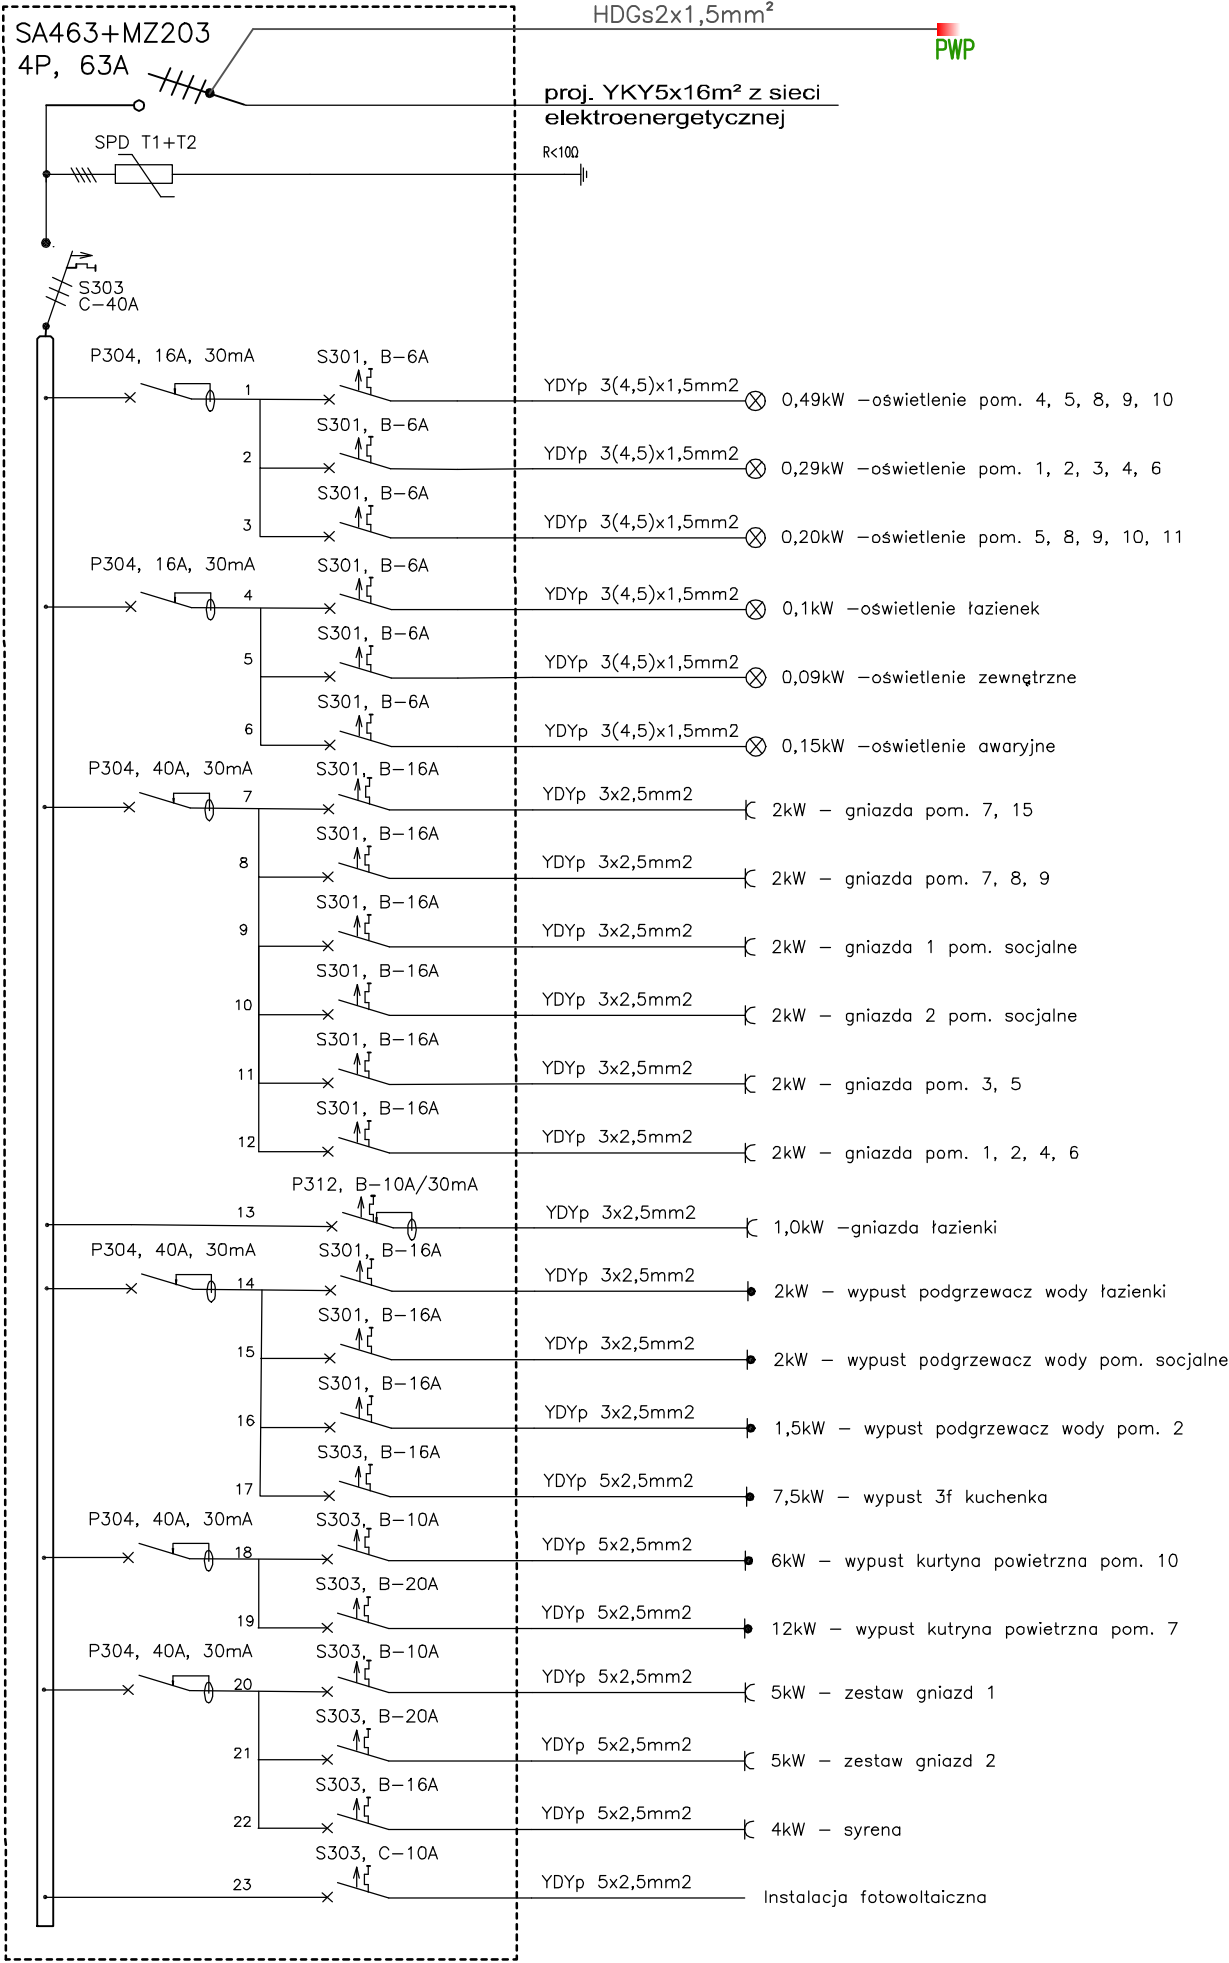 HDGs2x1,5mm²
SA463+MZ203
4P, 63A
PWP
proj. YKY5x16m² z sieci
elektroenergetycznej
SPD T1+T2
R<10Ω
S303
C-40A
P304, 16A, 30mA
S301, B-6A
1
YDYp 3(4,5)x1,5mm2
0,49kW -oświetlenie pom. 4, 5, 8, 9, 10
S301, B-6A
2
YDYp 3(4,5)x1,5mm2
0,29kW -oświetlenie pom. 1, 2, 3, 4, 6
S301, B-6A
3
YDYp 3(4,5)x1,5mm2
0,20kW -oświetlenie pom. 5, 8, 9, 10, 11
P304, 16A, 30mA
S301, B-6A
4
YDYp 3(4,5)x1,5mm2
0,1kW -oświetlenie łazienek
S301, B-6A
5
YDYp 3(4,5)x1,5mm2
0,09kW -oświetlenie zewnętrzne
S301, B-6A
6
YDYp 3(4,5)x1,5mm2
0,15kW -oświetlenie awaryjne
P304, 40A, 30mA
S301, B-16A
7
YDYp 3x2,5mm2
2kW - gniazda pom. 7, 15
S301, B-16A
8
YDYp 3x2,5mm2
2kW - gniazda pom. 7, 8, 9
S301, B-16A
9
YDYp 3x2,5mm2
2kW - gniazda 1 pom. socjalne
S301, B-16A
10
YDYp 3x2,5mm2
2kW - gniazda 2 pom. socjalne
S301, B-16A
11
YDYp 3x2,5mm2
2kW - gniazda pom. 3, 5
S301, B-16A
12
YDYp 3x2,5mm2
2kW - gniazda pom. 1, 2, 4, 6
P312, B-10A/30mA
13
YDYp 3x2,5mm2
1,0kW -gniazda łazienki
P304, 40A, 30mA
S301, B-16A
14
YDYp 3x2,5mm2
2kW - wypust podgrzewacz wody łazienki
S301, B-16A
15
YDYp 3x2,5mm2
2kW - wypust podgrzewacz wody pom. socjalne
S301, B-16A
16
YDYp 3x2,5mm2
1,5kW - wypust podgrzewacz wody pom. 2
S303, B-16A
17
YDYp 5x2,5mm2
7,5kW - wypust 3f kuchenka
P304, 40A, 30mA
S303, B-10A
18
YDYp 5x2,5mm2
6kW - wypust kurtyna powietrzna pom. 10
S303, B-20A
19
YDYp 5x2,5mm2
12kW - wypust kutryna powietrzna pom. 7
P304, 40A, 30mA
S303, B-10A
20
YDYp 5x2,5mm2
5kW - zestaw gniazd 1
S303, B-20A
21
YDYp 5x2,5mm2
5kW - zestaw gniazd 2
S303, B-16A
22
YDYp 5x2,5mm2
4kW - syrena
S303, C-10A
23
YDYp 5x2,5mm2
Instalacja fotowoltaiczna